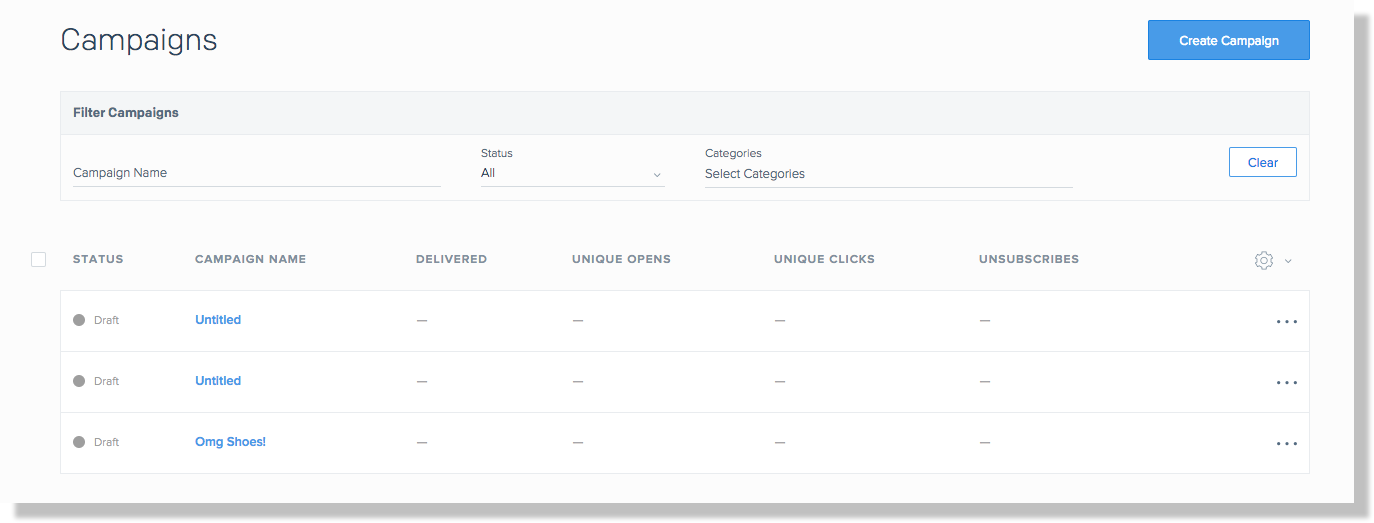 Campaigns
Create Campaign
Filter Campaigns
Campaign Name
Status
All
Categories
Select Categories
Clear
STATUS CAMPAIGN NAME DELIVERED UNIQUE OPENS UNIQUE CLICKS UNSUBSCRIBES
Draft Untitled — — — —
Draft Untitled — — — —
Draft Omg Shoes! — — — —